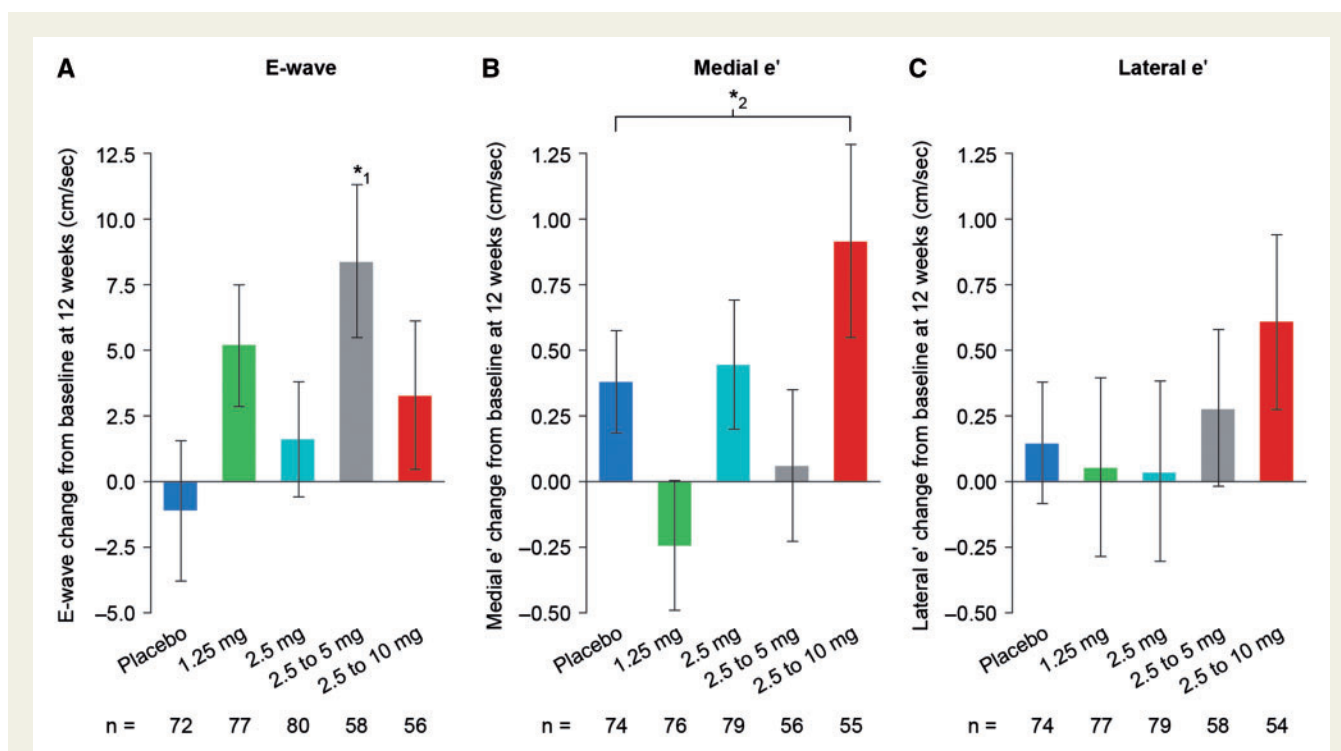 A E-wave
E-wave change from baseline at 12 weeks (cm/sec)
12.5
10.0
7.5
5.0
2.5
0.0
–2.5
–5.0
*1
Placebo
1.25 mg
2.5 mg
2.5 to 5 mg
2.5 to 10 mg
n = 72 77 80 58 56
B Medial e'
Medial e' change from baseline at 12 weeks (cm/sec)
1.25
1.00
0.75
0.50
0.25
0.00
–0.25
–0.50
*2
Placebo
1.25 mg
2.5 mg
2.5 to 5 mg
2.5 to 10 mg
n = 74 76 79 56 55
C Lateral e'
Lateral e' change from baseline at 12 weeks (cm/sec)
1.25
1.00
0.75
0.50
0.25
0.00
–0.25
–0.50
Placebo
1.25 mg
2.5 mg
2.5 to 5 mg
2.5 to 10 mg
n = 74 77 79 58 54